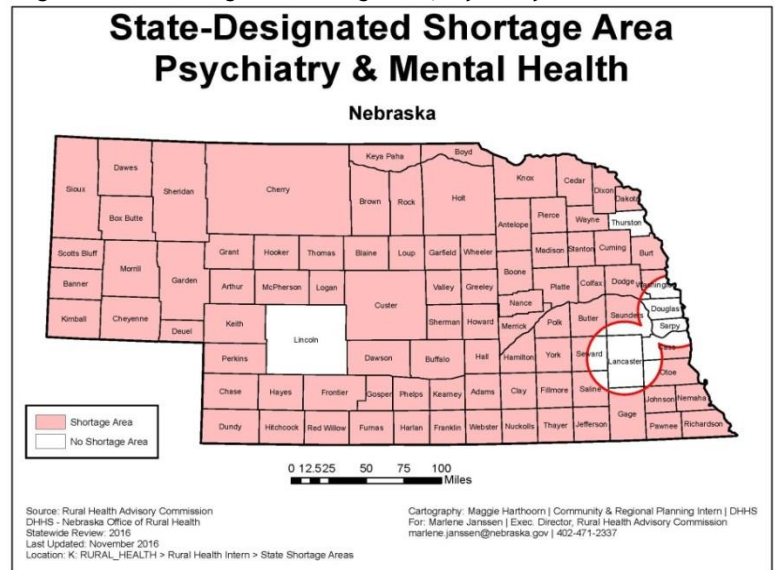 State-Designated Shortage Area
Psychiatry & Mental Health
Nebraska
Sioux
Dawes
Box Butte
Sheridan
Cherry
Keya Paha
Boyd
Brown
Rock
Holt
Knox
Cedar
Dixon
Dakota
Antelope
Pierce
Wayne
Thurston
Scotts Bluff
Banner
Kimball
Morrill
Cheyenne
Garden
Deuel
Grant
Hooker
Thomas
Blaine
Loup
Garfield
Wheeler
Boone
Madison
Stanton
Cuming
Burt
Arthur
McPherson
Logan
Custer
Valley
Greeley
Nance
Platte
Colfax
Dodge
Washington
Keith
Lincoln
Sherman
Howard
Merrick
Polk
Butler
Saunders
Douglas
Sarpy
Perkins
Dawson
Buffalo
Hall
Hamilton
York
Seward
Lancaster
Cass
Otoe
Chase
Hayes
Frontier
Gosper
Phelps
Kearney
Adams
Clay
Fillmore
Saline
Gage
Johnson
Nemaha
Dundy
Hitchcock
Red Willow
Furnas
Harlan
Franklin
Webster
Nuckolls
Thayer
Jefferson
Pawnee
Richardson
Shortage Area
No Shortage Area
0 12.525 50 75 100
Miles
Source: Rural Health Advisory Commission
DHHS - Nebraska Office of Rural Health
Statewide Review: 2016
Last Updated: November 2016
Location: K: RURAL_HEALTH > Rural Health Intern > State Shortage Areas
Cartography: Maggie Harthoorn | Community & Regional Planning Intern | DHHS
For: Marlene Janssen | Exec. Director, Rural Health Advisory Commission
marlene.janssen@nebraska.gov | 402-471-2337